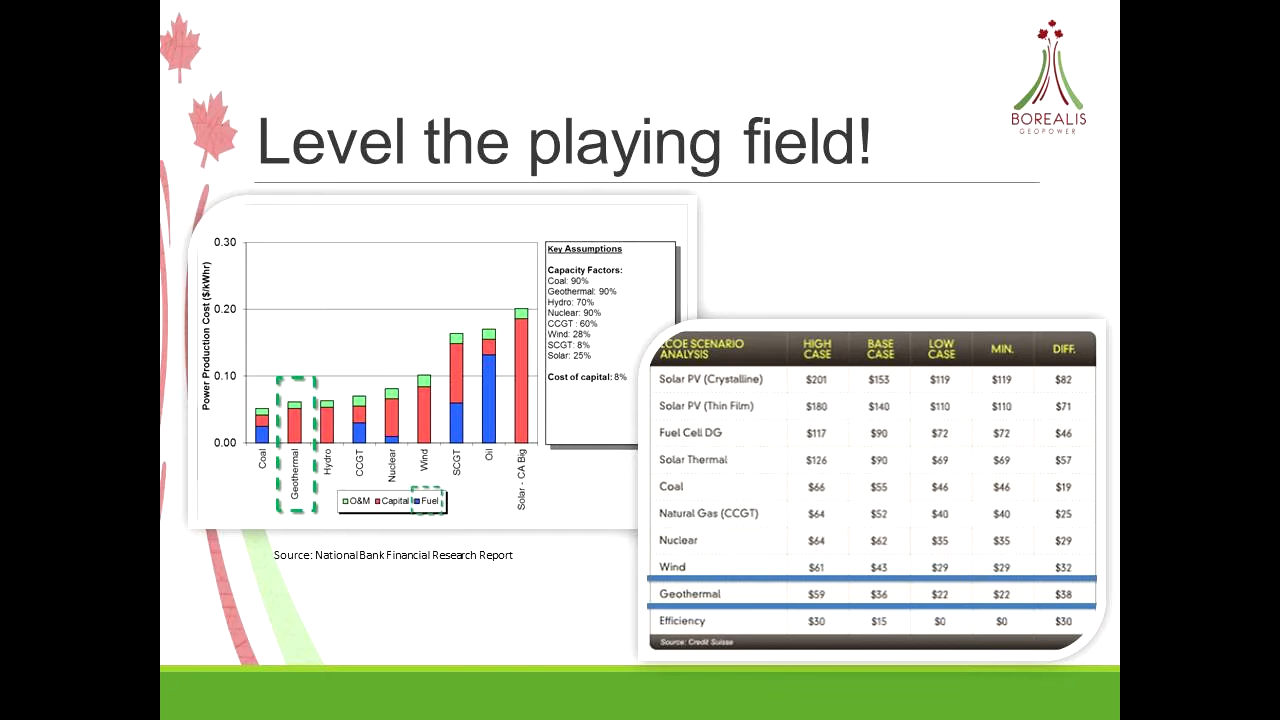 BOREALIS
GEOPOWER
Level the playing field!
Power Production Cost ($/kWhr)
0.30
0.20
0.10
0.00
Coal
Geothermal
Hydro
CCGT
Nuclear
Wind
SCGT
Oil
Solar - CA Big
O&M Capital Fuel
Key Assumptions
Capacity Factors:
Coal: 90%
Geothermal: 90%
Hydro: 70%
Nuclear: 90%
CCGT : 60%
Wind: 28%
SCGT: 8%
Solar: 25%
Cost of capital: 8%
Source: National Bank Financial Research Report
LCOE SCENARIO ANALYSIS HIGH CASE BASE CASE LOW CASE MIN. DIFF.
Solar PV (Crystalline) $201 $153 $119 $119 $82
Solar PV (Thin Film) $180 $140 $110 $110 $71
Fuel Cell DG $117 $90 $72 $72 $46
Solar Thermal $126 $90 $69 $69 $57
Coal $66 $55 $46 $46 $19
Natural Gas (CCGT) $64 $52 $40 $40 $25
Nuclear $64 $62 $35 $35 $29
Wind $61 $43 $29 $29 $32
Geothermal $59 $36 $22 $22 $38
Efficiency $30 $15 $0 $0 $30
Source: Credit Suisse